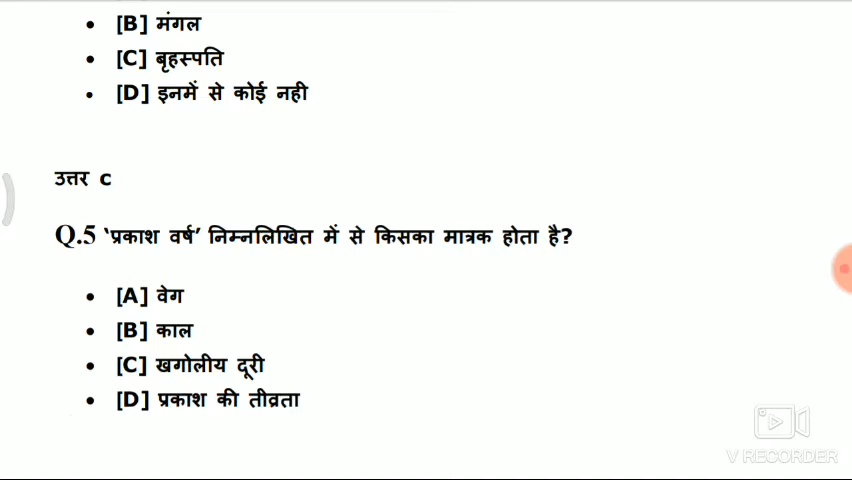 • [B] मंगल
• [C] बृहस्पति
• [D] इनमें से कोई नही
उत्तर c
Q.5 ‘प्रकाश वर्ष’ निम्नलिखित में से किसका मात्रक होता है?
• [A] वेग
• [B] काल
• [C] खगोलीय दूरी
• [D] प्रकाश की तीव्रता
V RECORDER